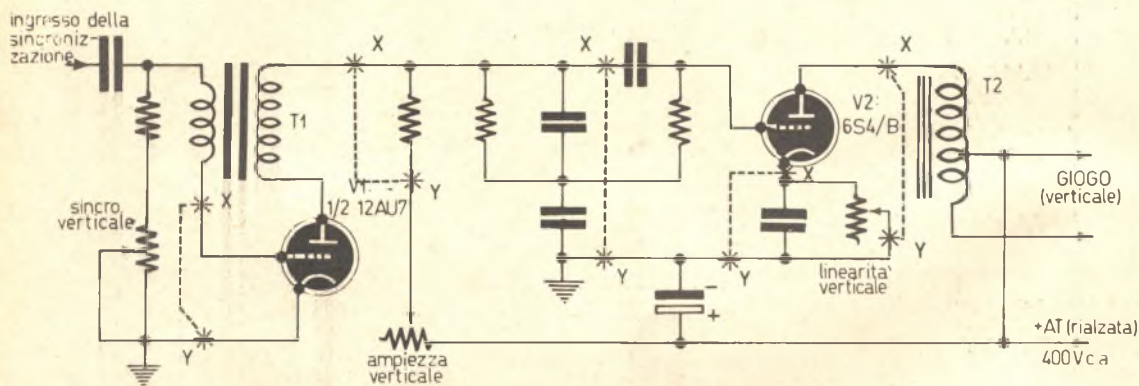 ingresso della
sincroniz-
zazione
T1
sincro
verticale
X
Y
X
Y
V1:
1/2 12AU7
ampiezza
verticale
X
Y
X
Y
V2:
6S4/B
X
Y
linearità
verticale
-
+
T2
GIOGO
(verticale)
+AT (rialzata)
400 V c a